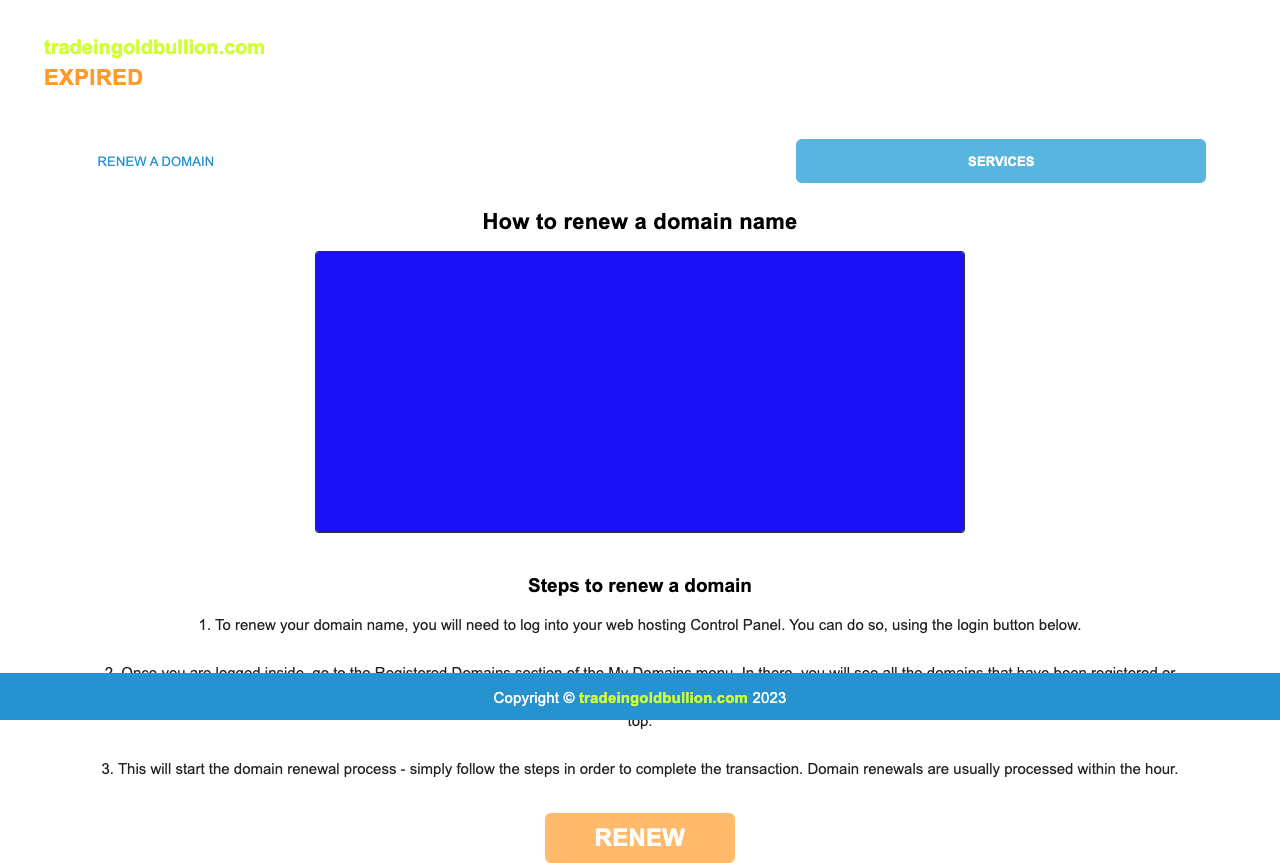 tradeingoldbullion.com
EXPIRED
RENEW A DOMAIN
SERVICES
How to renew a domain name
Steps to renew a domain
1. To renew your domain name, you will need to log into your web hosting Control Panel. You can do so, using the login button below.
2. Once you are logged inside, go to the Registered Domains section of the My Domains menu. In there, you will see all the domains that have been registered or
Copyright © tradeingoldbullion.com 2023
top.
3. This will start the domain renewal process - simply follow the steps in order to complete the transaction. Domain renewals are usually processed within the hour.
RENEW